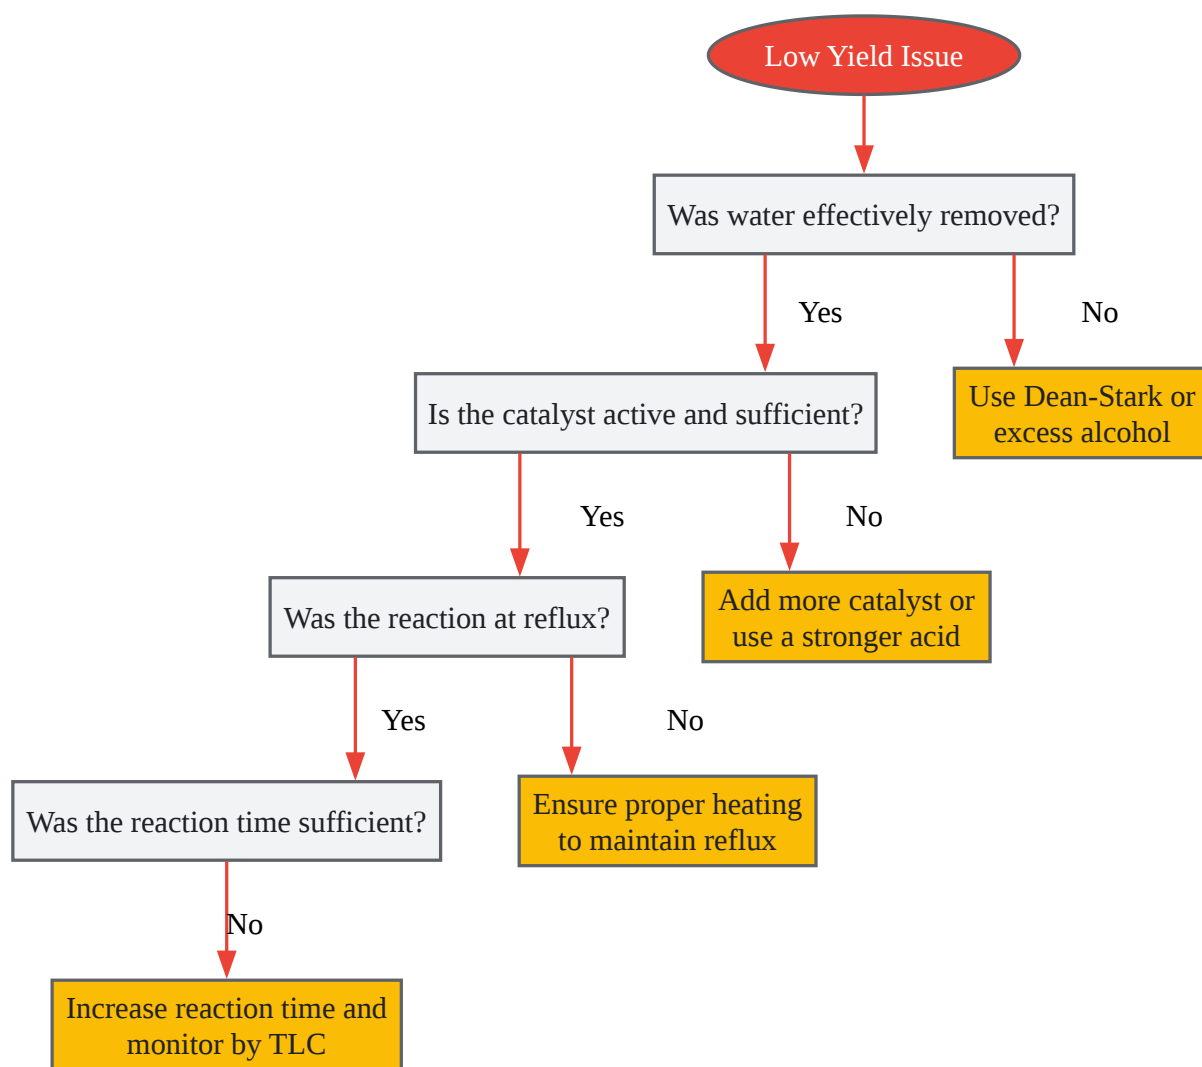 Low Yield Issue
Was water effectively removed?
Yes
No
Use Dean-Stark or
excess alcohol
Is the catalyst active and sufficient?
Yes
No
Add more catalyst or
use a stronger acid
Was the reaction at reflux?
Yes
No
Ensure proper heating
to maintain reflux
Was the reaction time sufficient?
No
Increase reaction time and
monitor by TLC